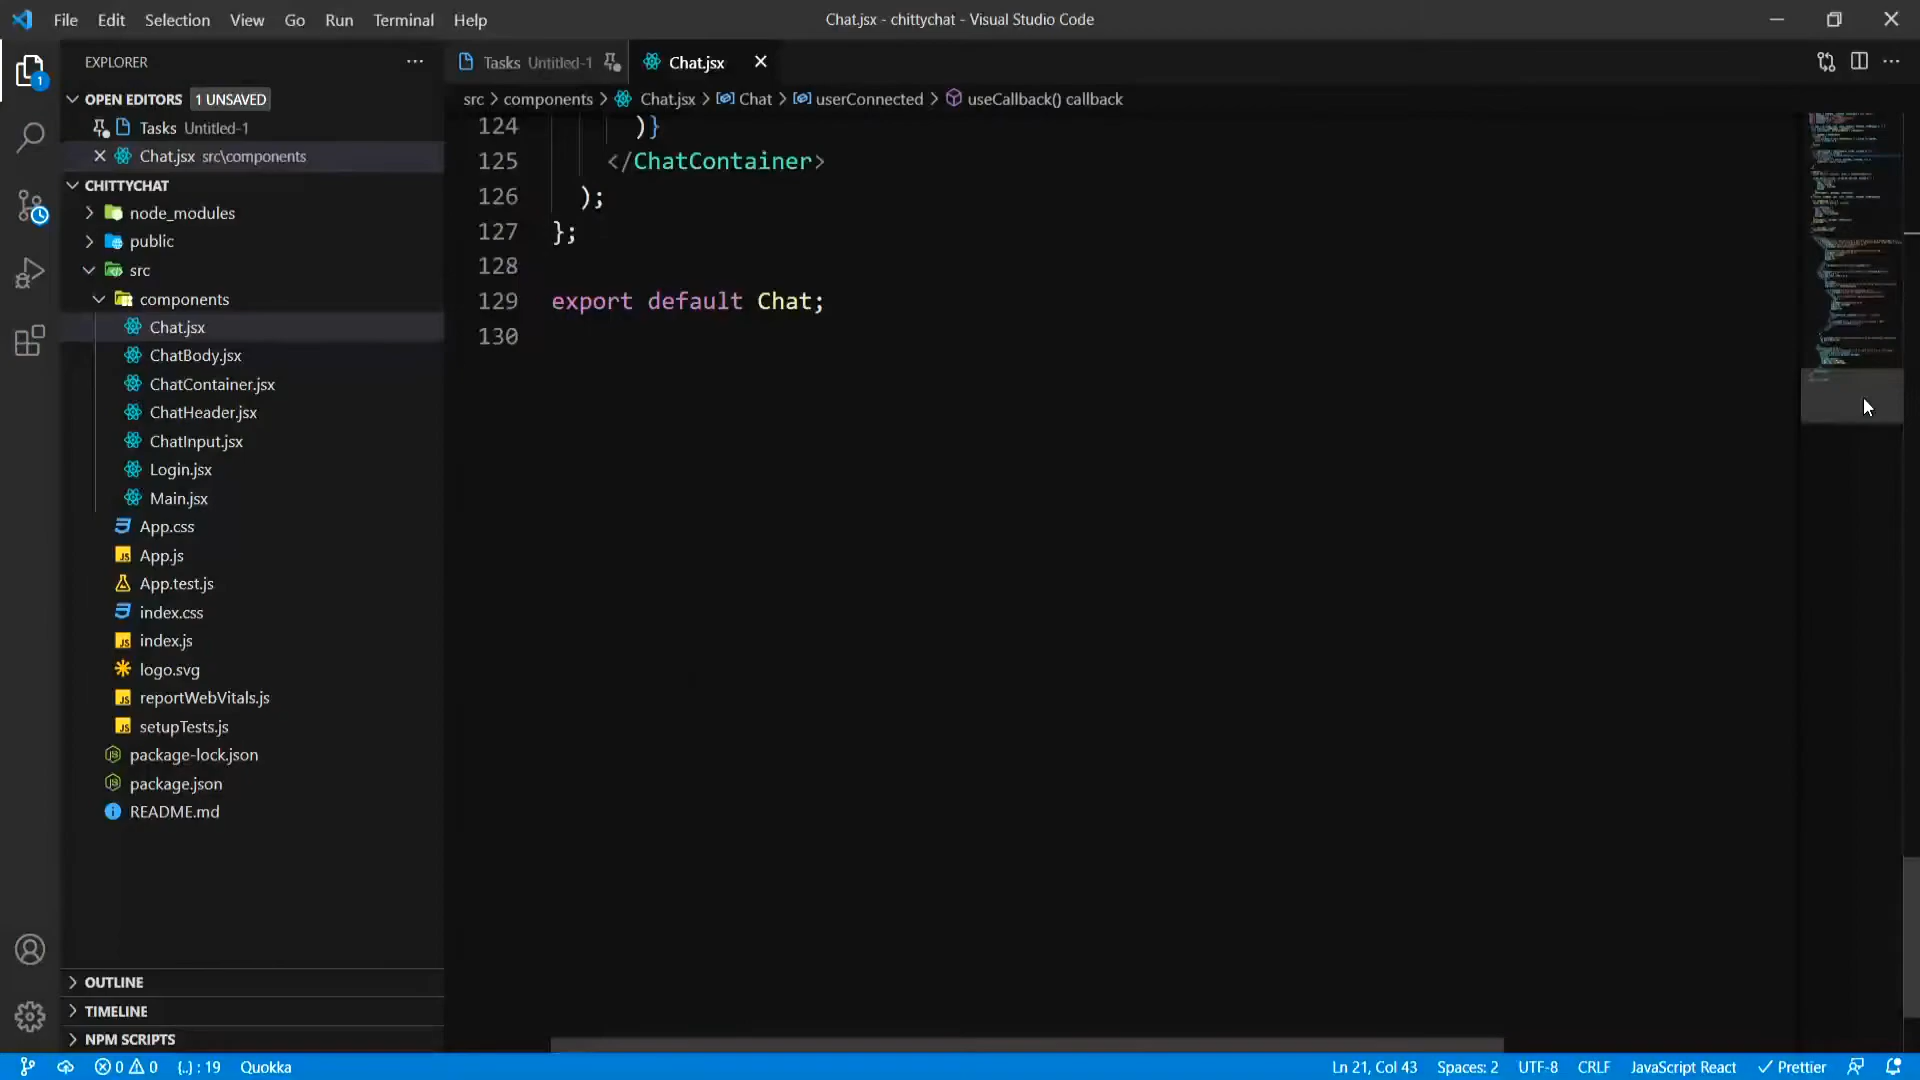 File Edit Selection View Go Run Terminal Help Chat.jsx - chittychat - Visual Studio Code
EXPLORER
OPEN EDITORS 1 UNSAVED
Tasks Untitled-1
Chat.jsx src\components
CHITTYCHAT
node_modules
public
src
components
Chat.jsx
ChatBody.jsx
ChatContainer.jsx
ChatHeader.jsx
ChatInput.jsx
Login.jsx
Main.jsx
App.css
App.js
App.test.js
index.css
index.js
logo.svg
reportWebVitals.js
setupTests.js
package-lock.json
package.json
README.md
OUTLINE
TIMELINE
NPM SCRIPTS
Tasks Untitled-1 Chat.jsx
src > components > Chat.jsx > Chat > userConnected > useCallback() callback
124 )}
125 </ChatContainer>
126 );
127 };
128
129 export default Chat;
130
0 0 {..} : 19 Quokka Ln 21, Col 43 Spaces: 2 UTF-8 CRLF JavaScript React Prettier